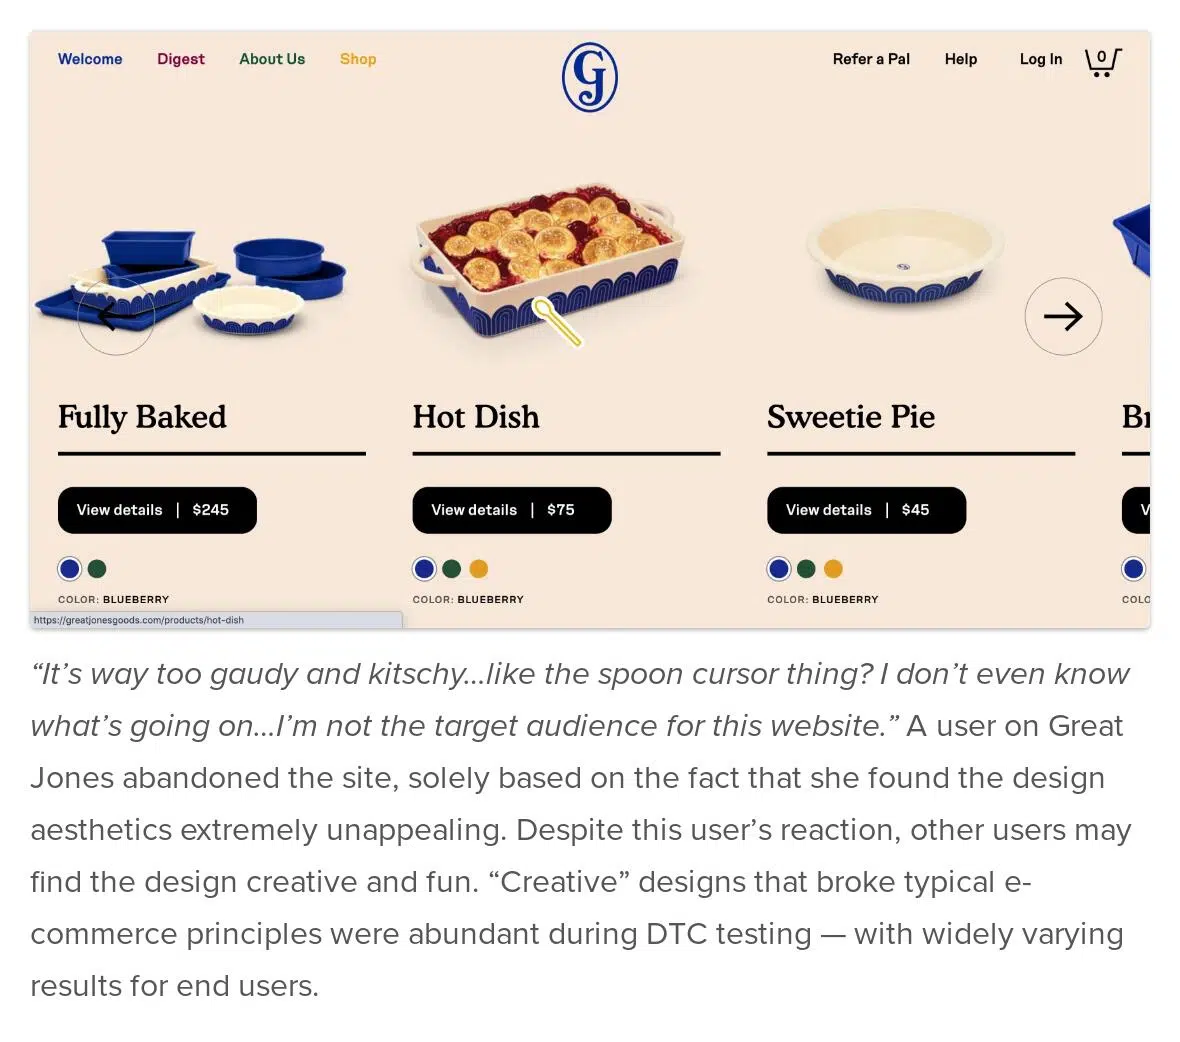 Welcome Digest About Us Shop
GJ
Refer a Pal Help Log In 0
Fully Baked
Hot Dish
Sweetie Pie
View details | $245
View details | $75
View details | $45
COLOR: BLUEBERRY
COLOR: BLUEBERRY
COLOR: BLUEBERRY
https://greatjonesgoods.com/products/hot-dish
“It’s way too gaudy and kitschy…like the spoon cursor thing? I don’t even know
what’s going on…I’m not the target audience for this website.” A user on Great
Jones abandoned the site, solely based on the fact that she found the design
aesthetics extremely unappealing. Despite this user’s reaction, other users may
find the design creative and fun. “Creative” designs that broke typical e-
commerce principles were abundant during DTC testing — with widely varying
results for end users.